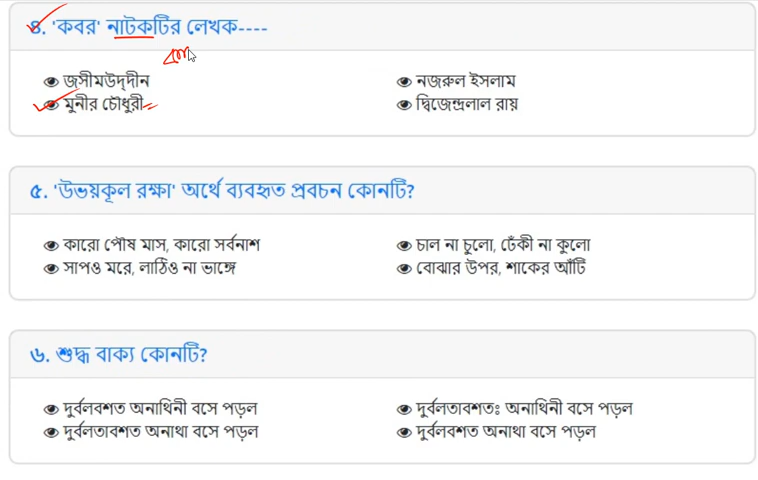 ৪. 'কবর' নাটকটির লেখক----
জসীমউদ্‌দীন
নজরুল ইসলাম
মুনীর চৌধুরী
দ্বিজেন্দ্রলাল রায়
৫. 'উভয়কূল রক্ষা' অর্থে ব্যবহৃত প্রবচন কোনটি?
কারো পৌষ মাস, কারো সর্বনাশ
চাল না চুলো, ঢেঁকী না কুলো
সাপও মরে, লাঠিও না ভাঙ্গে
বোঝার উপর, শাকের আঁটি
৬. শুদ্ধ বাক্য কোনটি?
দুর্বলবশত অনাথিনী বসে পড়ল
দুর্বলতাবশতঃ অনাথিনী বসে পড়ল
দুর্বলতাবশত অনাথা বসে পড়ল
দুর্বলবশত অনাথা বসে পড়ল